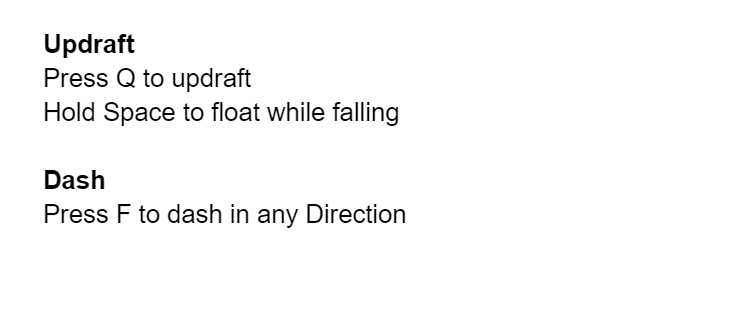 Updraft
Press Q to updraft
Hold Space to float while falling
Dash
Press F to dash in any Direction